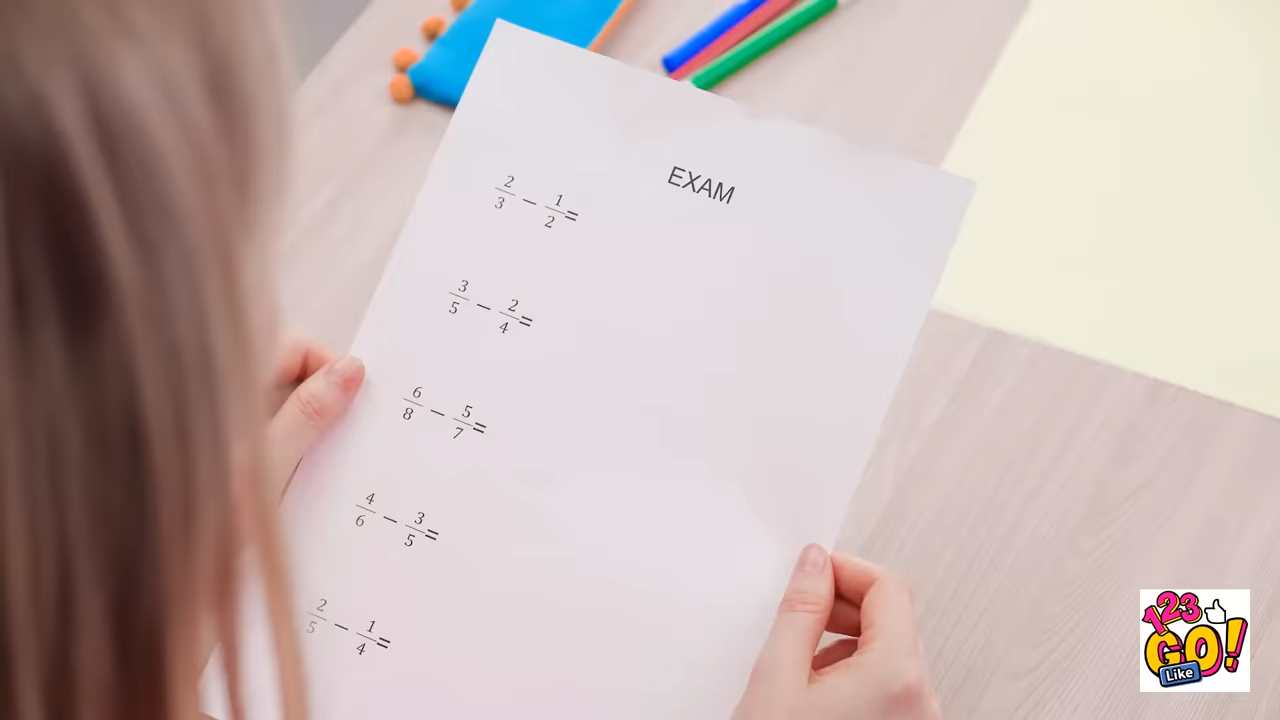 EXAM
2/3 − 1/2 =
3/5 − 2/4 =
6/8 − 5/7 =
4/6 − 3/5 =
2/5 − 1/4 =
123
GO!
Like